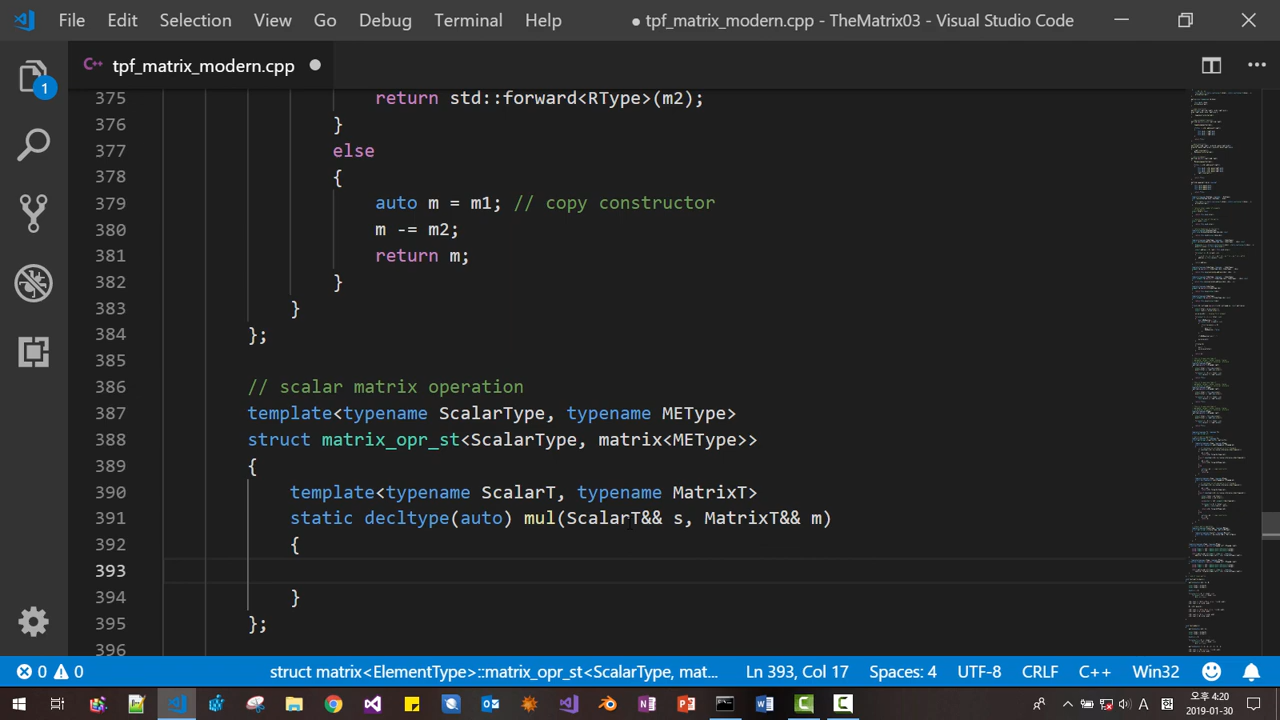 File Edit Selection View Go Debug Terminal Help ● tpf_matrix_modern.cpp - TheMatrix03 - Visual Studio Code
1
C++ tpf_matrix_modern.cpp
375 return std::forward<RType>(m2);
376 }
377 else
378 {
379 auto m = m1; // copy constructor
380 m -= m2;
381 return m;
382 }
383 }
384 };
385
386 // scalar matrix operation
387 template<typename ScalarType, typename METype>
388 struct matrix_opr_st<ScalarType, matrix<METype>>
389 {
390 template<typename ScalarT, typename MatrixT>
391 static decltype(auto) mul(ScalarT&& s, MatrixT&& m)
392 {
393
394 }
395 };
396
0 0 struct matrix<ElementType>::matrix_opr_st<ScalarType, mat... Ln 393, Col 17 Spaces: 4 UTF-8 CRLF C++ Win32
A 오후 4:20
2019-01-30